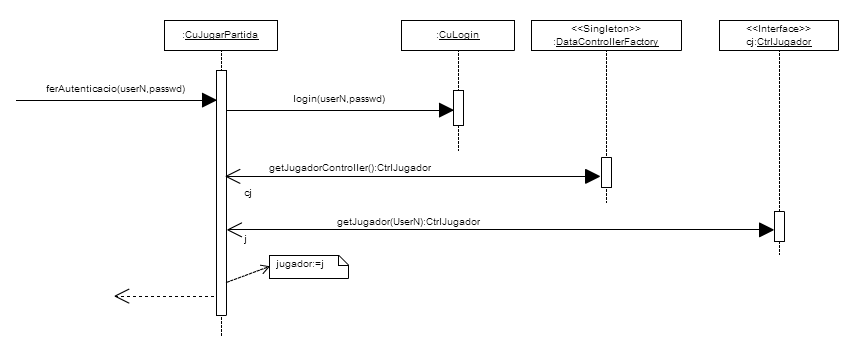 :CuJugarPartida
:CuLogin
<<Singleton>>
:DataControllerFactory
<<Interface>>
cj:CtrlJugador
ferAutenticacio(userN,passwd)
login(userN,passwd)
getJugadorController():CtrlJugador
cj
getJugador(UserN):CtrlJugador
j
jugador:=j